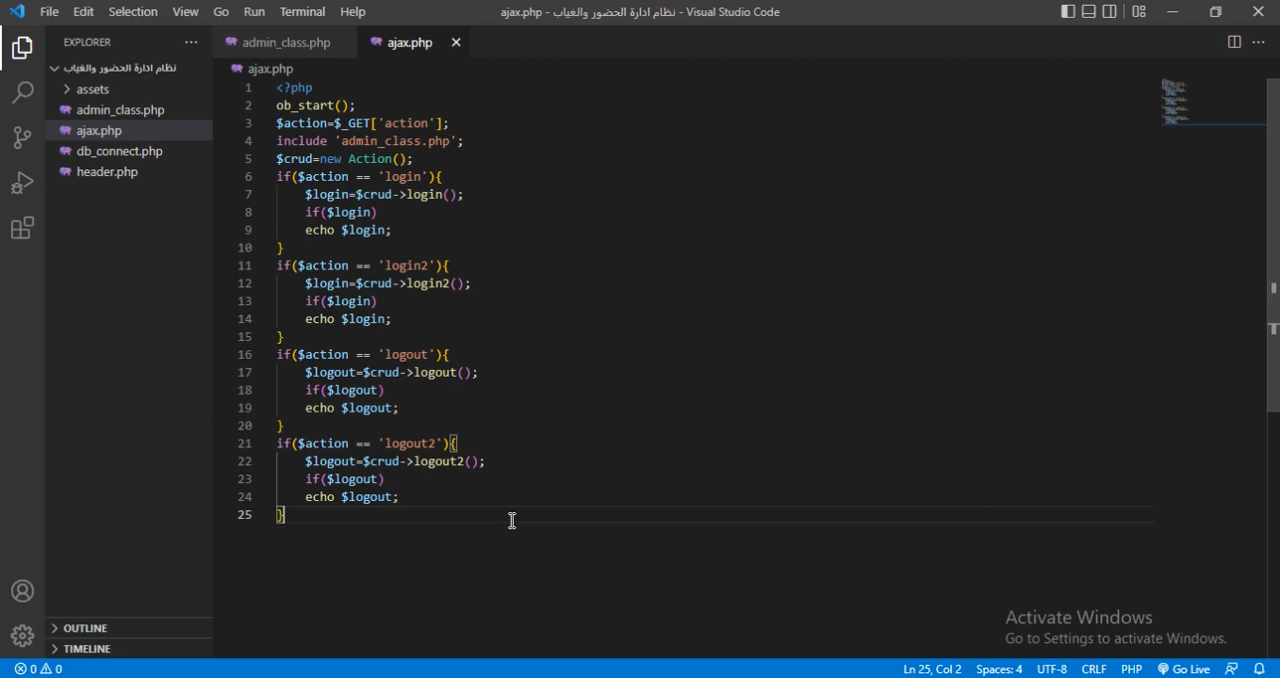 File Edit Selection View Go Run Terminal Help
ajax.php - نظام ادارة الحضور والغياب - Visual Studio Code
EXPLORER
نظام ادارة الحضور والغياب
assets
admin_class.php
ajax.php
db_connect.php
header.php
OUTLINE
TIMELINE
admin_class.php ajax.php
ajax.php
1 <?php
2 ob_start();
3 $action=$_GET['action'];
4 include 'admin_class.php';
5 $crud=new Action();
6 if($action == 'login'){
7 $login=$crud->login();
8 if($login)
9 echo $login;
10 }
11 if($action == 'login2'){
12 $login=$crud->login2();
13 if($login)
14 echo $login;
15 }
16 if($action == 'logout'){
17 $logout=$crud->logout();
18 if($logout)
19 echo $logout;
20 }
21 if($action == 'logout2'){
22 $logout=$crud->logout2();
23 if($logout)
24 echo $logout;
25 }
Activate Windows
Go to Settings to activate Windows.
0 0 Ln 25, Col 2 Spaces: 4 UTF-8 CRLF PHP Go Live